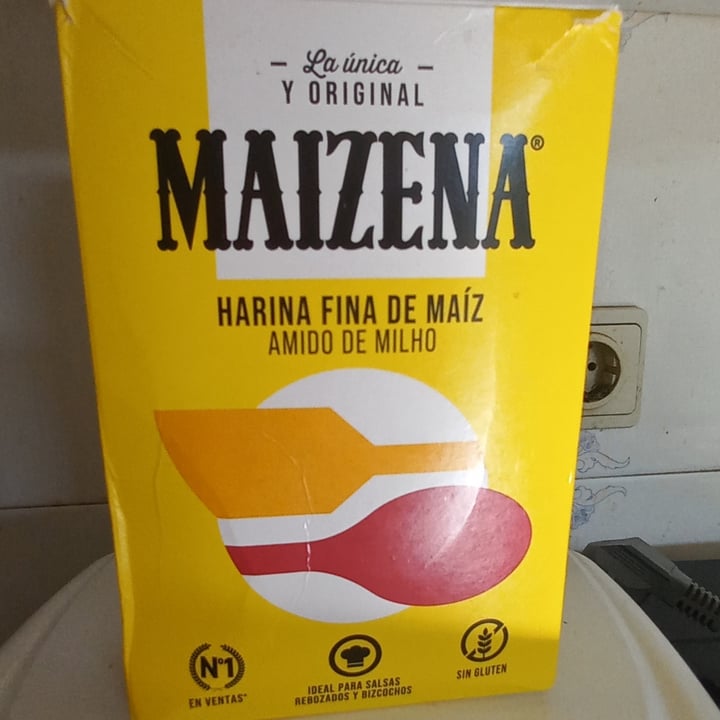 La única
Y ORIGINAL
MAIZENA®
HARINA FINA DE MAÍZ
AMIDO DE MILHO
Nº1
EN VENTAS*
IDEAL PARA SALSAS
REBOZADOS Y BIZCOCHOS
SIN GLUTEN